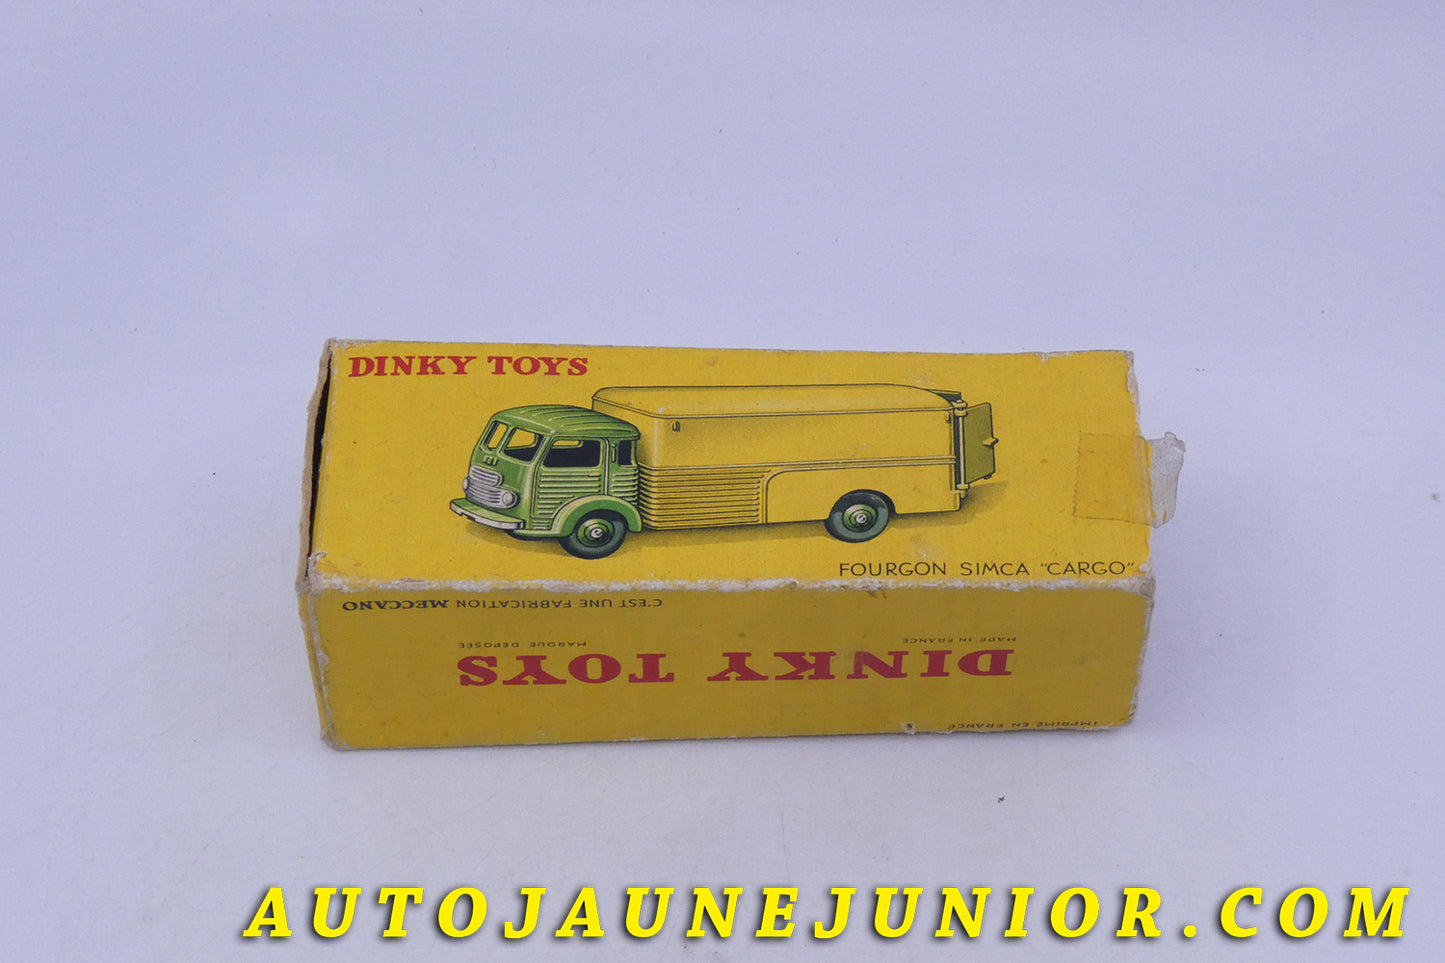 DINKY TOYS
FOURGON SIMCA "CARGO"
C'EST UNE FABRICATION MECCANO
MADE IN FRANCE MARQUE DÉPOSÉE
DINKY TOYS
IMPRIMÉ EN FRANCE
AUTOJAUNEJUNIOR.COM